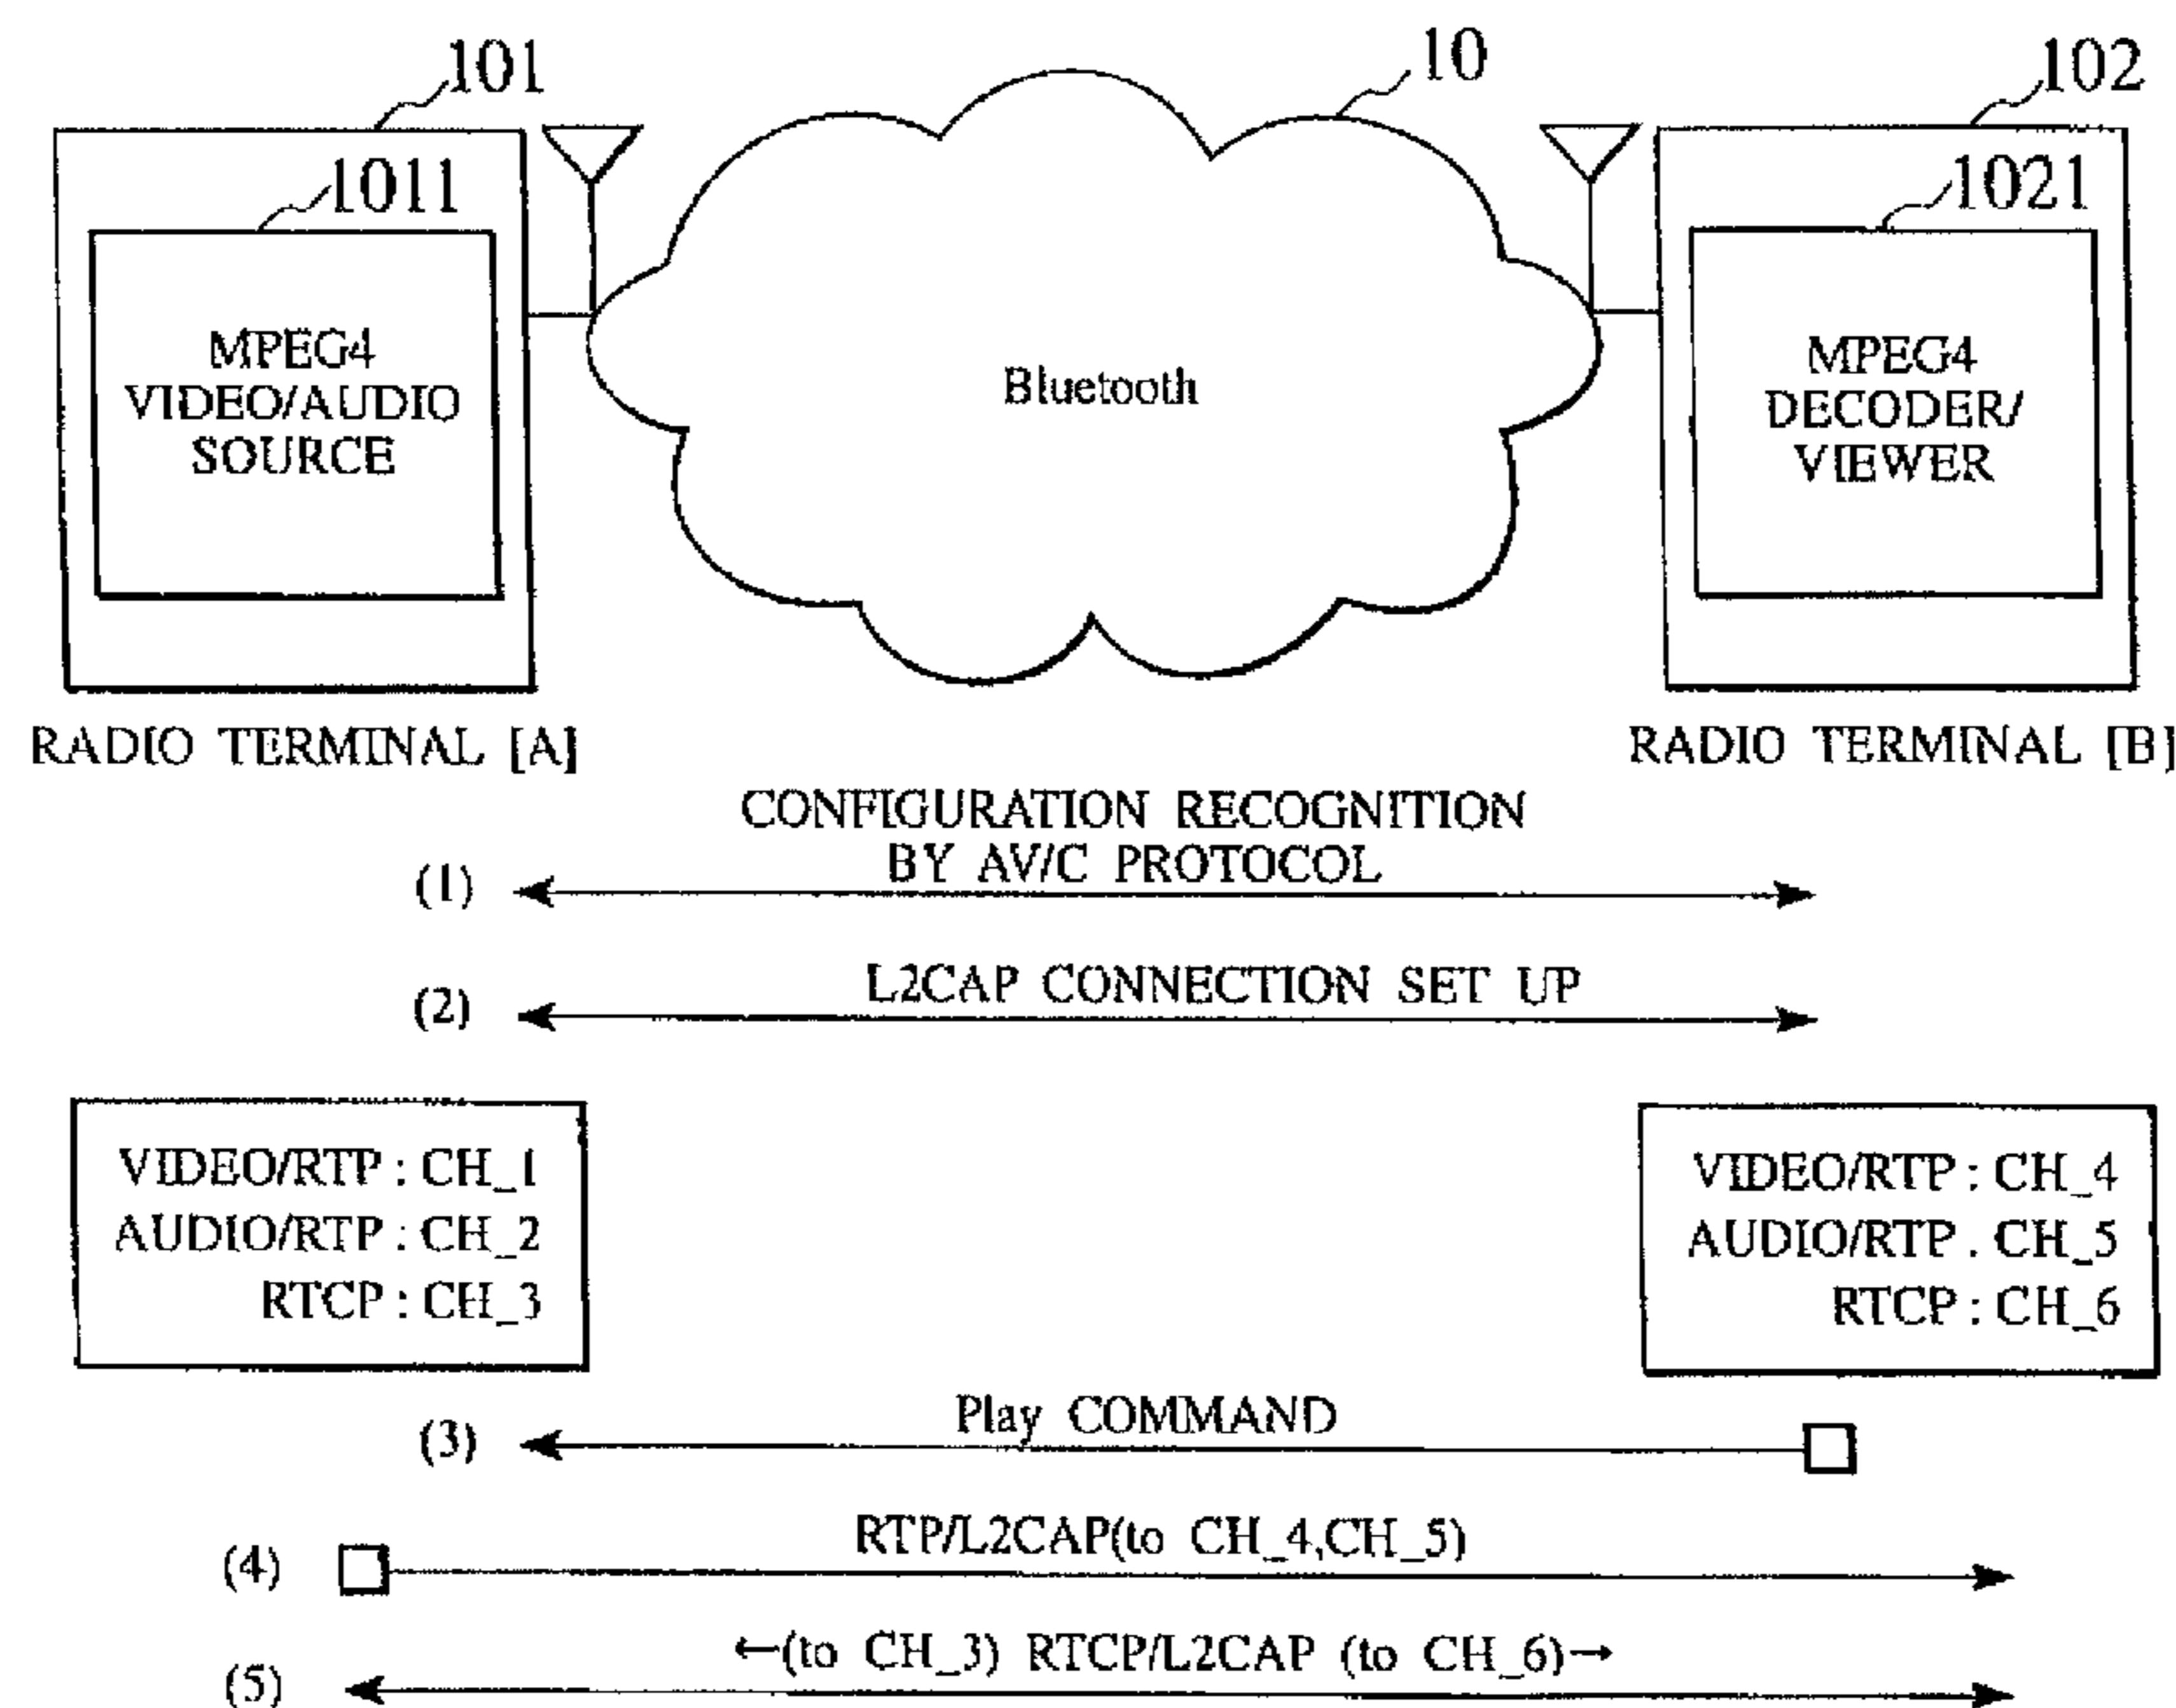 101
10
102
1011
1021
MPEG4
VIDEO/AUDIO
SOURCE
Bluetooth
MPEG4
DECODER/
VIEWER
RADIO TERMINAL [A]
RADIO TERMINAL [B]
CONFIGURATION RECOGNITION
BY AV/C PROTOCOL
(1)
L2CAP CONNECTION SET UP
(2)
VIDEO/RTP : CH_1
AUDIO/RTP : CH_2
RTCP : CH_3
VIDEO/RTP : CH_4
AUDIO/RTP . CH_5
RTCP : CH_6
Play COMMAND
(3)
RTP/L2CAP(to CH_4,CH_5)
(4)
←(to CH_3) RTCP/L2CAP (to CH_6)→
(5)